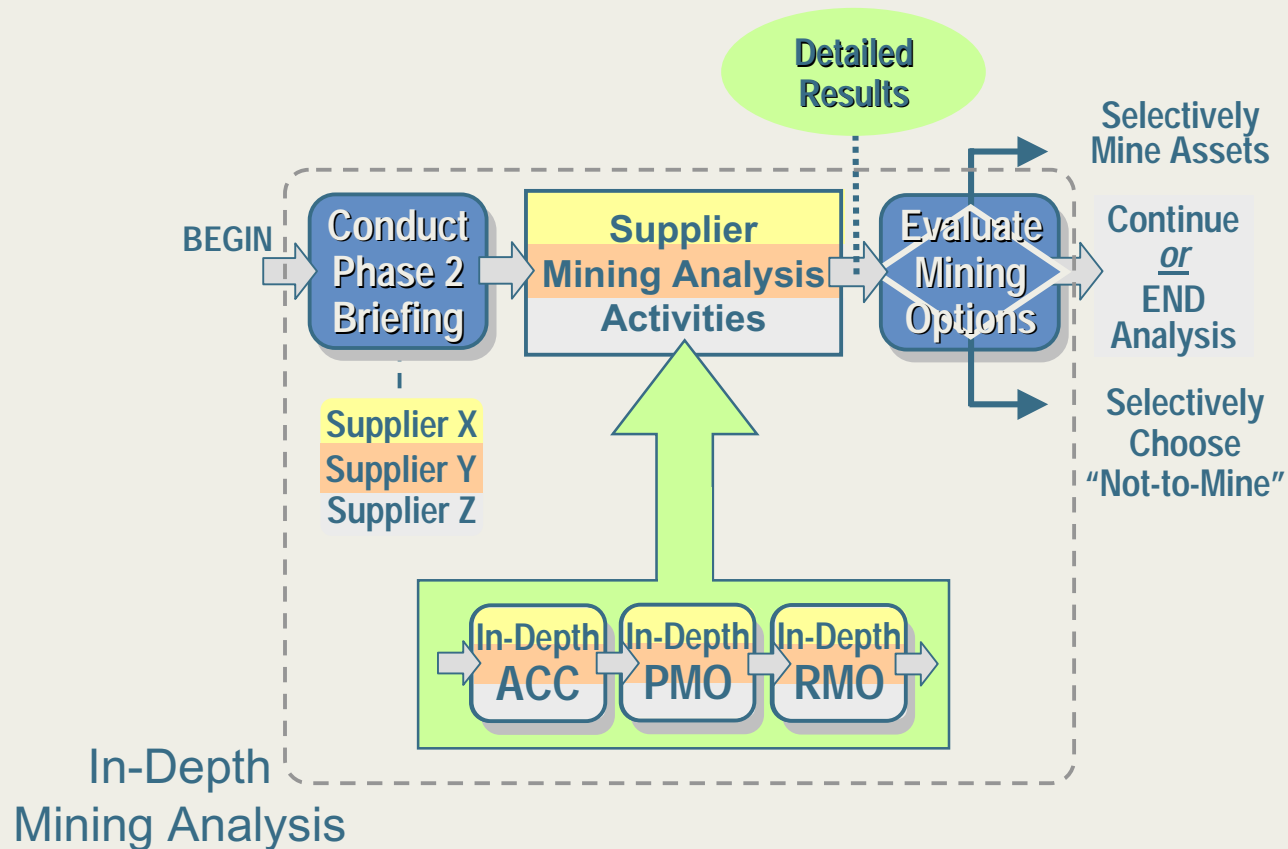 Detailed
Results
Selectively
Mine Assets
BEGIN
Conduct
Phase 2
Briefing
Supplier
Mining Analysis
Activities
Evaluate
Mining
Options
Continue
or
END
Analysis
Supplier X
Supplier Y
Supplier Z
Selectively
Choose
“Not-to-Mine”
In-Depth
ACC
In-Depth
PMO
In-Depth
RMO
In-Depth
Mining Analysis